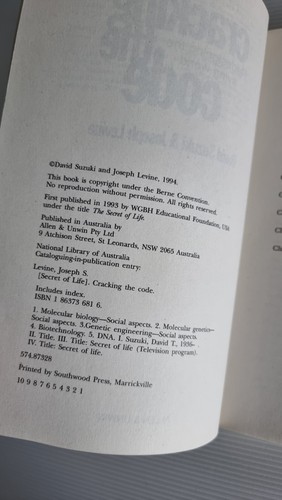 ©David Suzuki and Joseph Levine, 1994.
This book is copyright under the Berne Convention.
No reproduction without permission. All rights reserved.
First published in 1993 by WGBH Educational Foundation, USA
under the title The Secret of Life.
Published in Australia by
Allen & Unwin Pty Ltd
9 Atchison Street, St Leonards, NSW 2065 Australia
National Library of Australia
Cataloguing-in-publication entry:
Levine, Joseph S.
[Secret of Life]. Cracking the code.
Includes index.
ISBN 1 86373 681 6.
1. Molecular biology—Social aspects. 2. Molecular genetics—
Social aspects. 3.Genetic engineering—Social aspects.
4. Biotechnology. 5. DNA. I. Suzuki, David T., 1936- .
II. Title. III. Title: Secret of life (Television program).
IV. Title: Secret of life.
574.87328
Printed by Southwood Press, Marrickville
10 9 8 7 6 5 4 3 2 1